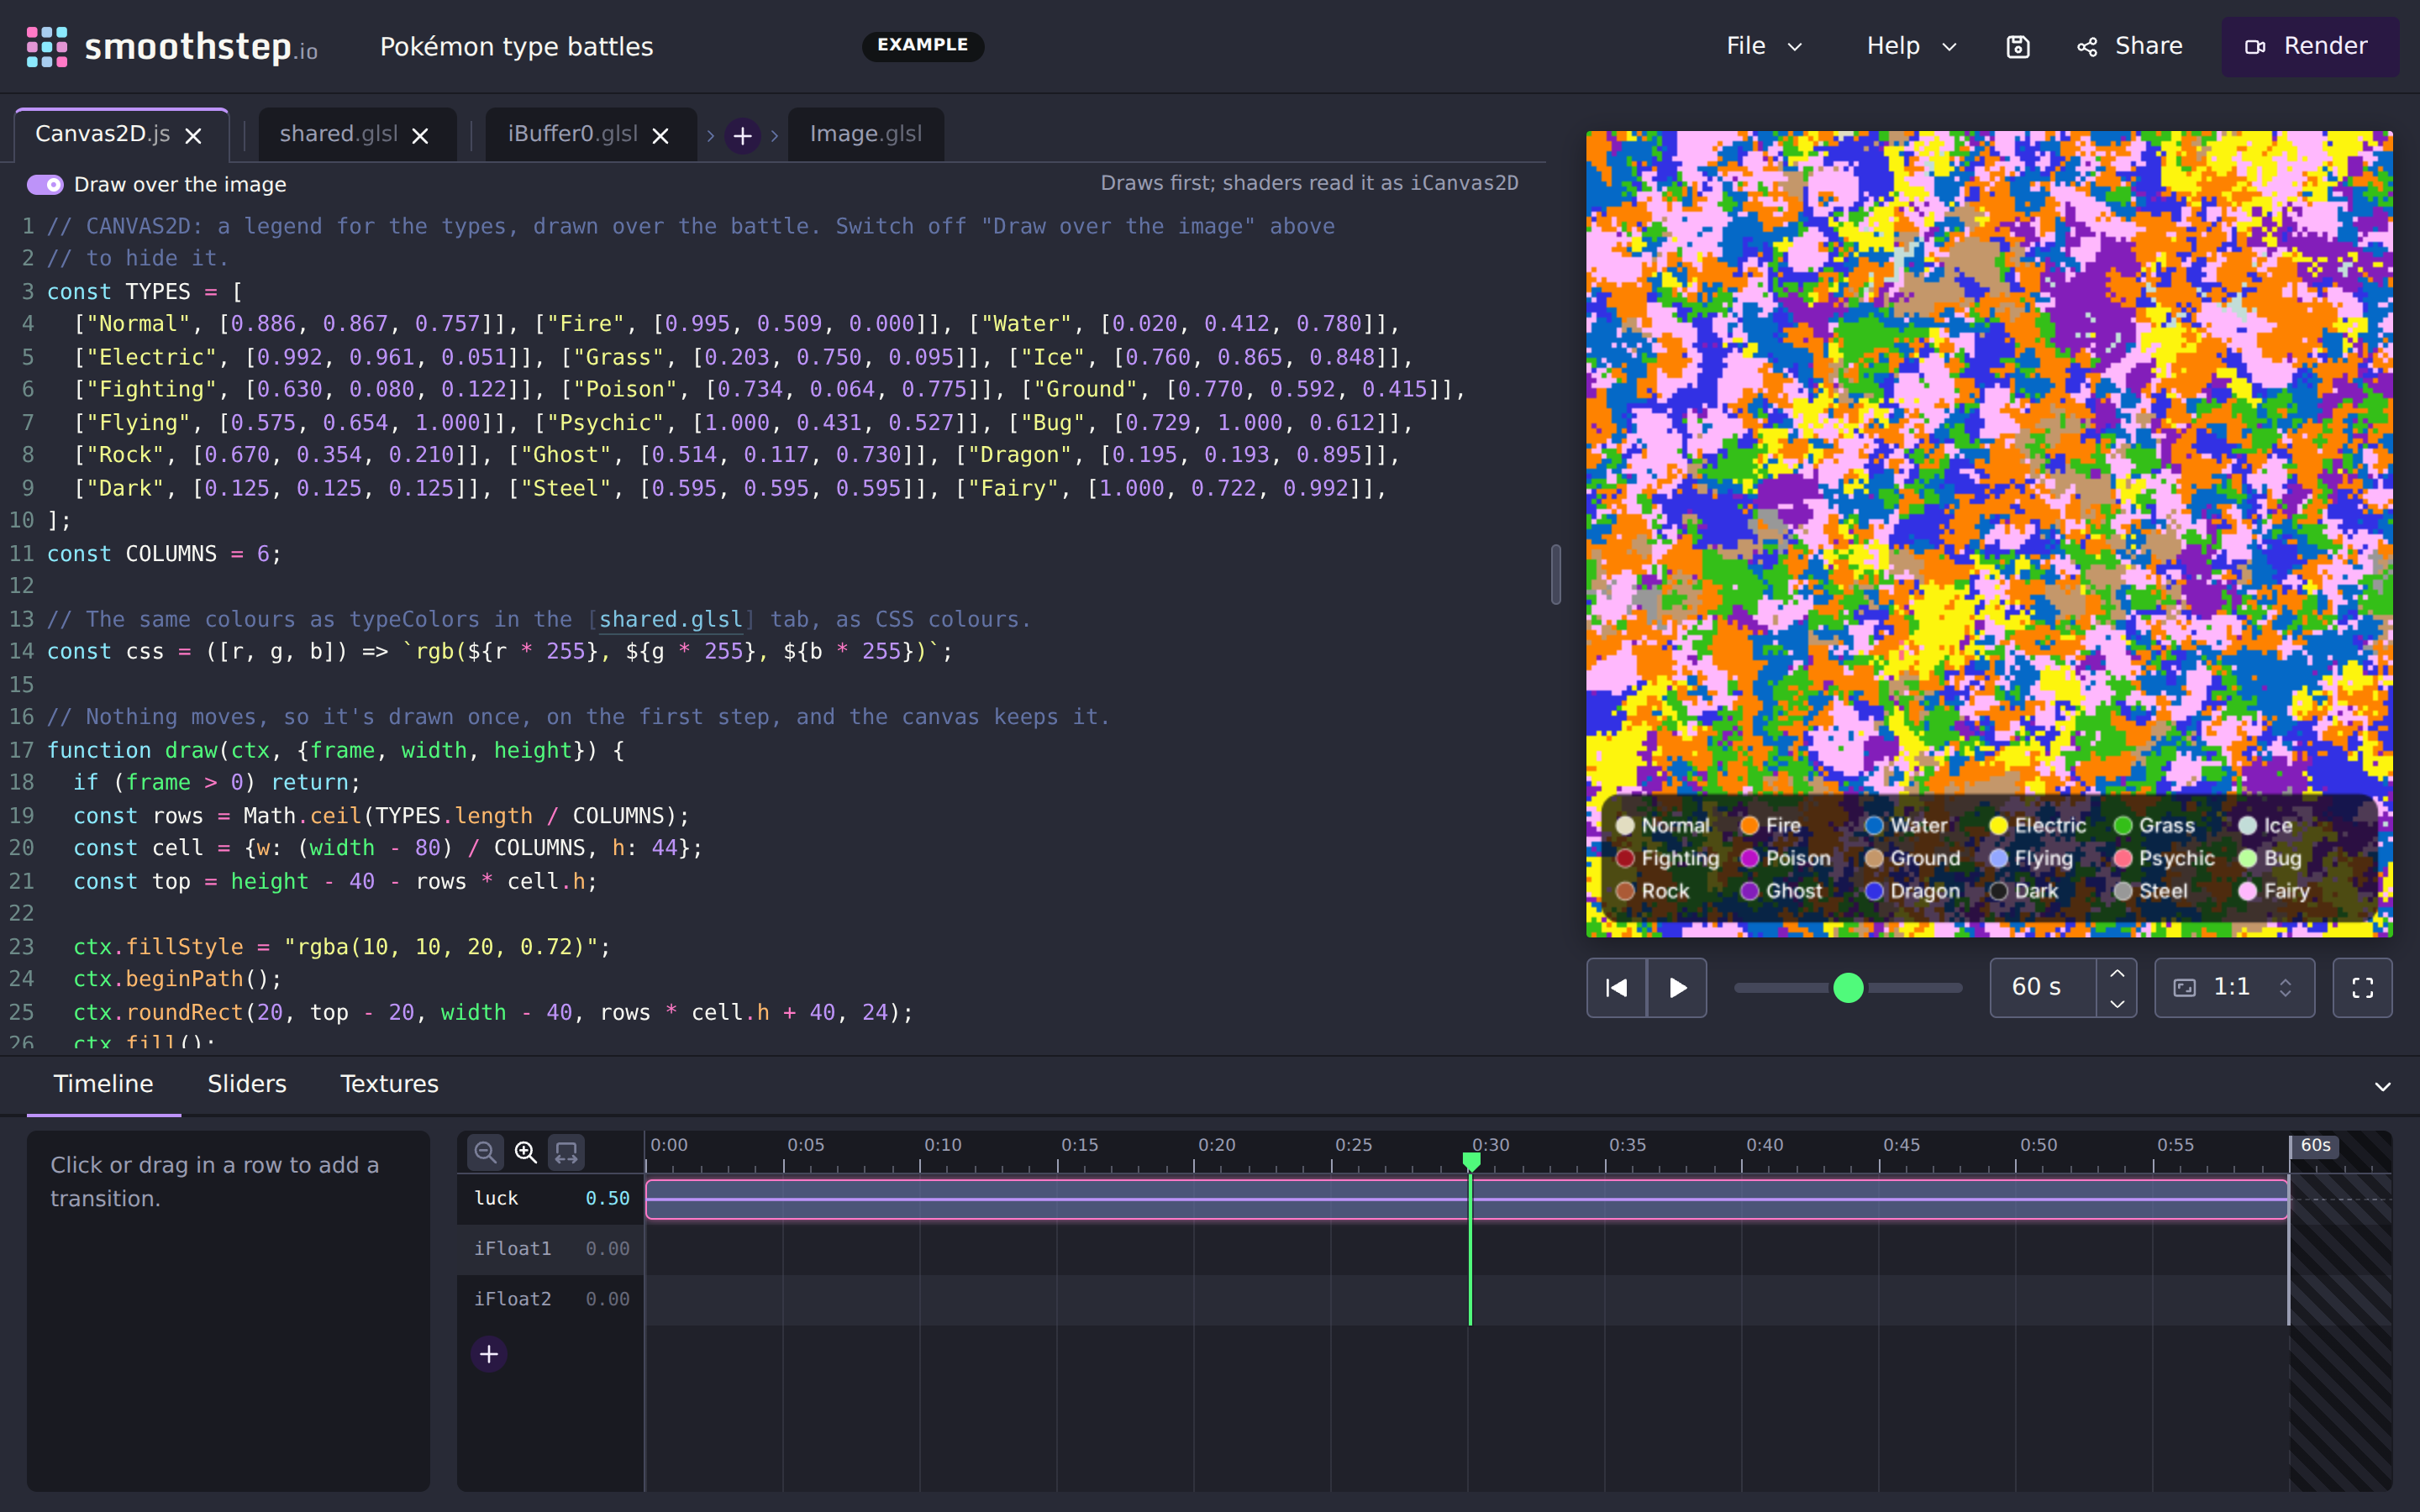 smoothstep.io
Pokémon type battles
EXAMPLE
File
Help
Share
Render
Canvas2D.js
shared.glsl
iBuffer0.glsl
Image.glsl
Draw over the image
Draws first; shaders read it as iCanvas2D
1 // CANVAS2D: a legend for the types, drawn over the battle. Switch off "Draw over the image" above
2 // to hide it.
3 const TYPES = [
4   ["Normal", [0.886, 0.867, 0.757]], ["Fire", [0.995, 0.509, 0.000]], ["Water", [0.020, 0.412, 0.780]],
5   ["Electric", [0.992, 0.961, 0.051]], ["Grass", [0.203, 0.750, 0.095]], ["Ice", [0.760, 0.865, 0.848]],
6   ["Fighting", [0.630, 0.080, 0.122]], ["Poison", [0.734, 0.064, 0.775]], ["Ground", [0.770, 0.592, 0.415]],
7   ["Flying", [0.575, 0.654, 1.000]], ["Psychic", [1.000, 0.431, 0.527]], ["Bug", [0.729, 1.000, 0.612]],
8   ["Rock", [0.670, 0.354, 0.210]], ["Ghost", [0.514, 0.117, 0.730]], ["Dragon", [0.195, 0.193, 0.895]],
9   ["Dark", [0.125, 0.125, 0.125]], ["Steel", [0.595, 0.595, 0.595]], ["Fairy", [1.000, 0.722, 0.992]],
10 ];
11 const COLUMNS = 6;
12
13 // The same colours as typeColors in the [shared.glsl] tab, as CSS colours.
14 const css = ([r, g, b]) => `rgb(${r * 255}, ${g * 255}, ${b * 255})`;
15
16 // Nothing moves, so it's drawn once, on the first step, and the canvas keeps it.
17 function draw(ctx, {frame, width, height}) {
18   if (frame > 0) return;
19   const rows = Math.ceil(TYPES.length / COLUMNS);
20   const cell = {w: (width - 80) / COLUMNS, h: 44};
21   const top = height - 40 - rows * cell.h;
22
23   ctx.fillStyle = "rgba(10, 10, 20, 0.72)";
24   ctx.beginPath();
25   ctx.roundRect(20, top - 20, width - 40, rows * cell.h + 40, 24);
26   ctx.fill();
Normal Fire Water Electric Grass Ice
Fighting Poison Ground Flying Psychic Bug
Rock Ghost Dragon Dark Steel Fairy
60 s
1:1
Timeline
Sliders
Textures
Click or drag in a row to add a
transition.
0:00 0:05 0:10 0:15 0:20 0:25 0:30 0:35 0:40 0:45 0:50 0:55 60s
luck 0.50
iFloat1 0.00
iFloat2 0.00